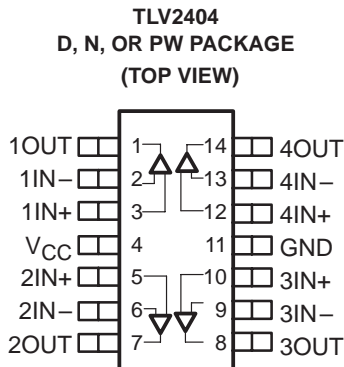 TLV2404
D, N, OR PW PACKAGE
(TOP VIEW)
1OUT 1 14 4OUT
1IN− 2 13 4IN−
1IN+ 3 12 4IN+
VCC 4 11 GND
2IN+ 5 10 3IN+
2IN− 6 9 3IN−
2OUT 7 8 3OUT